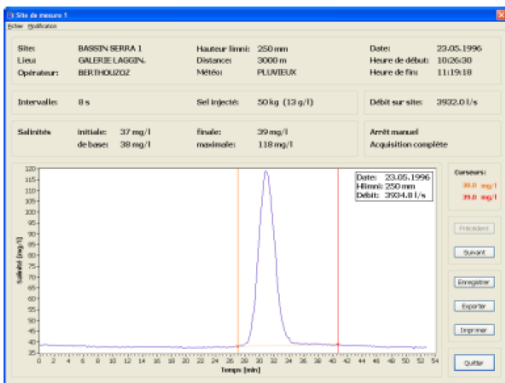 Site de mesure 1
Fichier Modification
Site: BASSIN SERRA 1 Hauteur limni: 250 mm Date: 23.05.1996
Lieu: GALERIE LAGGIN. Distance: 3000 m Heure de début: 10:26:30
Opérateur: BERTHOUZOZ Météo: PLUVIEUX Heure de fin: 11:19:18
Intervalle: 8 s Sel injecté: 50 kg (13 g/l) Débit sur site: 3932.0 l/s
Salinités initiale: 37 mg/l finale: 39 mg/l Arrêt manuel
de base: 38 mg/l maximale: 118 mg/l Acquisition complète
Date: 23.05.1996
Hlimni: 250 mm
Débit: 3934.0 l/s
Curseurs:
38.0 mg/l
39.0 mg/l
Précédent
Suivant
Enregistrer
Exporter
Imprimer
Quitter
Salinité [mg/l]
120
115
110
105
100
95
90
85
80
75
70
65
60
55
50
45
40
35
0 2 4 6 8 10 12 14 16 18 20 22 24 26 28 30 32 34 36 38 40 42 44 46 48 50 52 54
Temps [min]